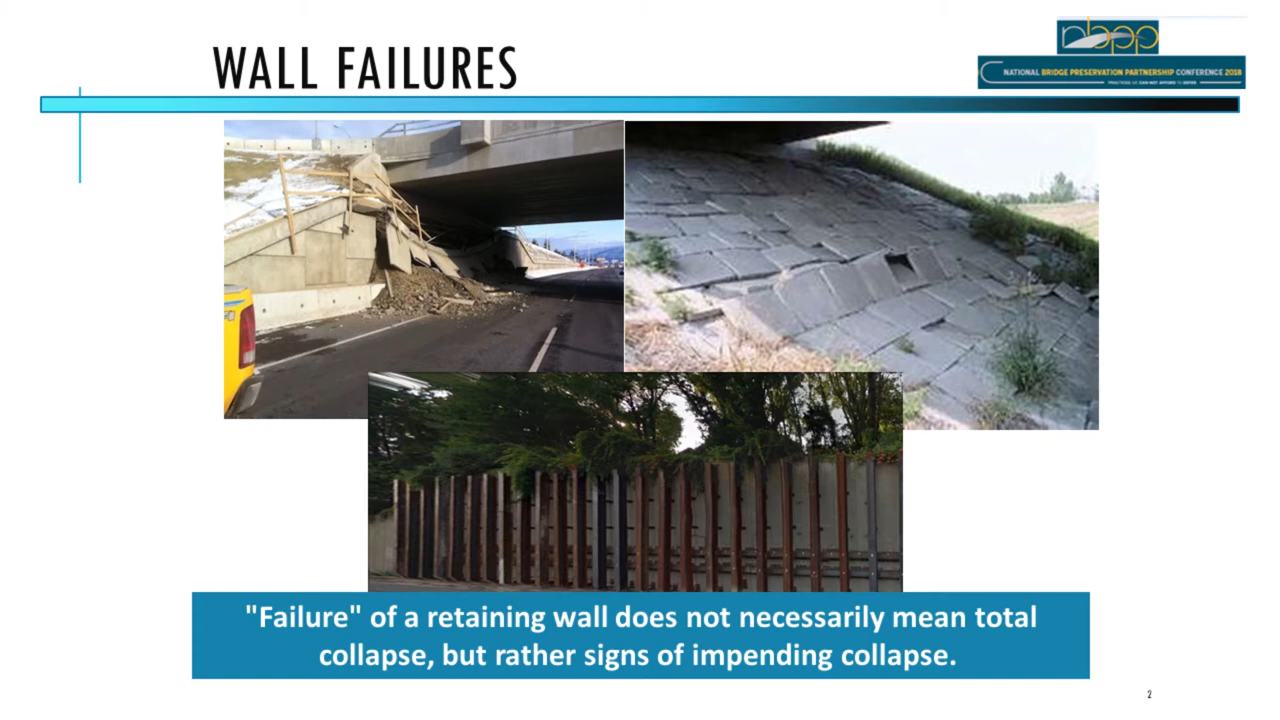 WALL FAILURES
nbpp
NATIONAL BRIDGE PRESERVATION PARTNERSHIP CONFERENCE 2018
"Failure" of a retaining wall does not necessarily mean total
collapse, but rather signs of impending collapse.
2